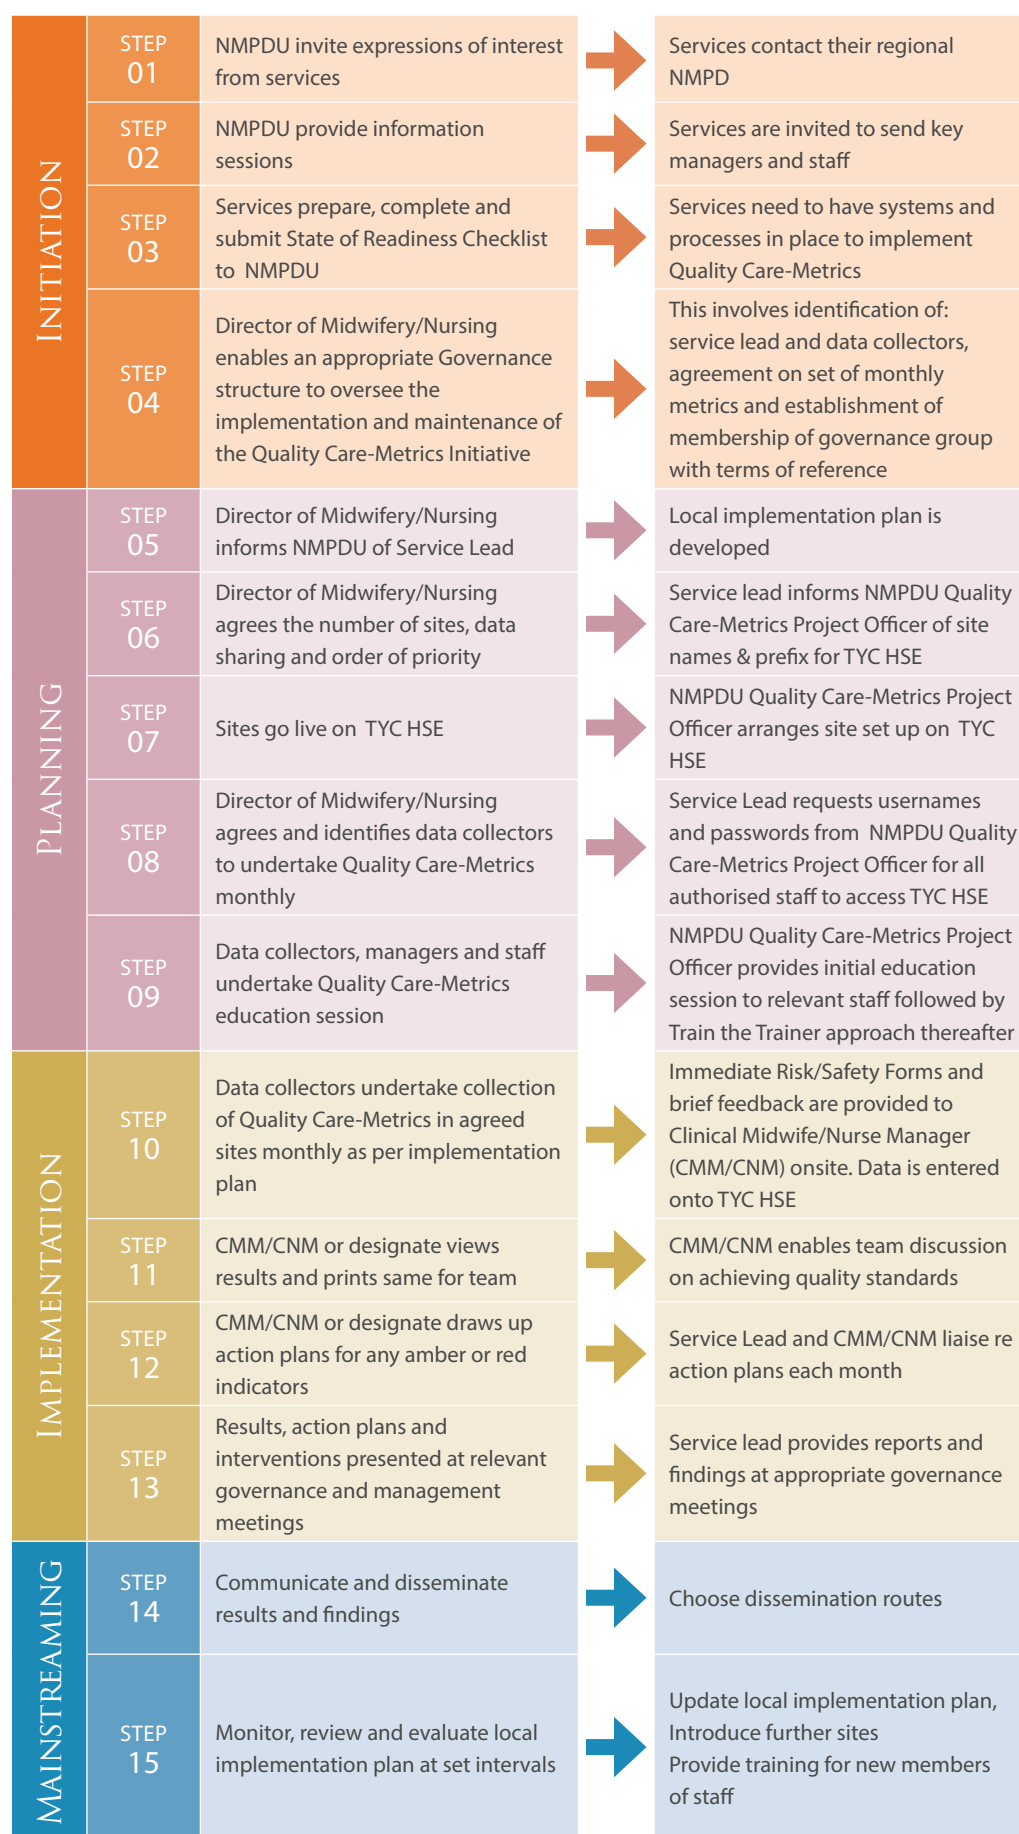 INITIATION
STEP
01
NMPDU invite expressions of interest
from services
Services contact their regional
NMPD
STEP
02
NMPDU provide information
sessions
Services are invited to send key
managers and staff
STEP
03
Services prepare, complete and
submit State of Readiness Checklist
to NMPDU
Services need to have systems and
processes in place to implement
Quality Care-Metrics
STEP
04
Director of Midwifery/Nursing
enables an appropriate Governance
structure to oversee the
implementation and maintenance of
the Quality Care-Metrics Initiative
This involves identification of:
service lead and data collectors,
agreement on set of monthly
metrics and establishment of
membership of governance group
with terms of reference
PLANNING
STEP
05
Director of Midwifery/Nursing
informs NMPDU of Service Lead
Local implementation plan is
developed
STEP
06
Director of Midwifery/Nursing
agrees the number of sites, data
sharing and order of priority
Service lead informs NMPDU Quality
Care-Metrics Project Officer of site
names & prefix for TYC HSE
STEP
07
Sites go live on TYC HSE
NMPDU Quality Care-Metrics Project
Officer arranges site set up on TYC
HSE
STEP
08
Director of Midwifery/Nursing
agrees and identifies data collectors
to undertake Quality Care-Metrics
monthly
Service Lead requests usernames
and passwords from NMPDU Quality
Care-Metrics Project Officer for all
authorised staff to access TYC HSE
STEP
09
Data collectors, managers and staff
undertake Quality Care-Metrics
education session
NMPDU Quality Care-Metrics Project
Officer provides initial education
session to relevant staff followed by
Train the Trainer approach thereafter
IMPLEMENTATION
STEP
10
Data collectors undertake collection
of Quality Care-Metrics in agreed
sites monthly as per implementation
plan
Immediate Risk/Safety Forms and
brief feedback are provided to
Clinical Midwife/Nurse Manager
(CMM/CNM) onsite. Data is entered
onto TYC HSE
STEP
11
CMM/CNM or designate views
results and prints same for team
CMM/CNM enables team discussion
on achieving quality standards
STEP
12
CMM/CNM or designate draws up
action plans for any amber or red
indicators
Service Lead and CMM/CNM liaise re
action plans each month
STEP
13
Results, action plans and
interventions presented at relevant
governance and management
meetings
Service lead provides reports and
findings at appropriate governance
meetings
MAINSTREAMING
STEP
14
Communicate and disseminate
results and findings
Choose dissemination routes
STEP
15
Monitor, review and evaluate local
implementation plan at set intervals
Update local implementation plan,
Introduce further sites
Provide training for new members
of staff